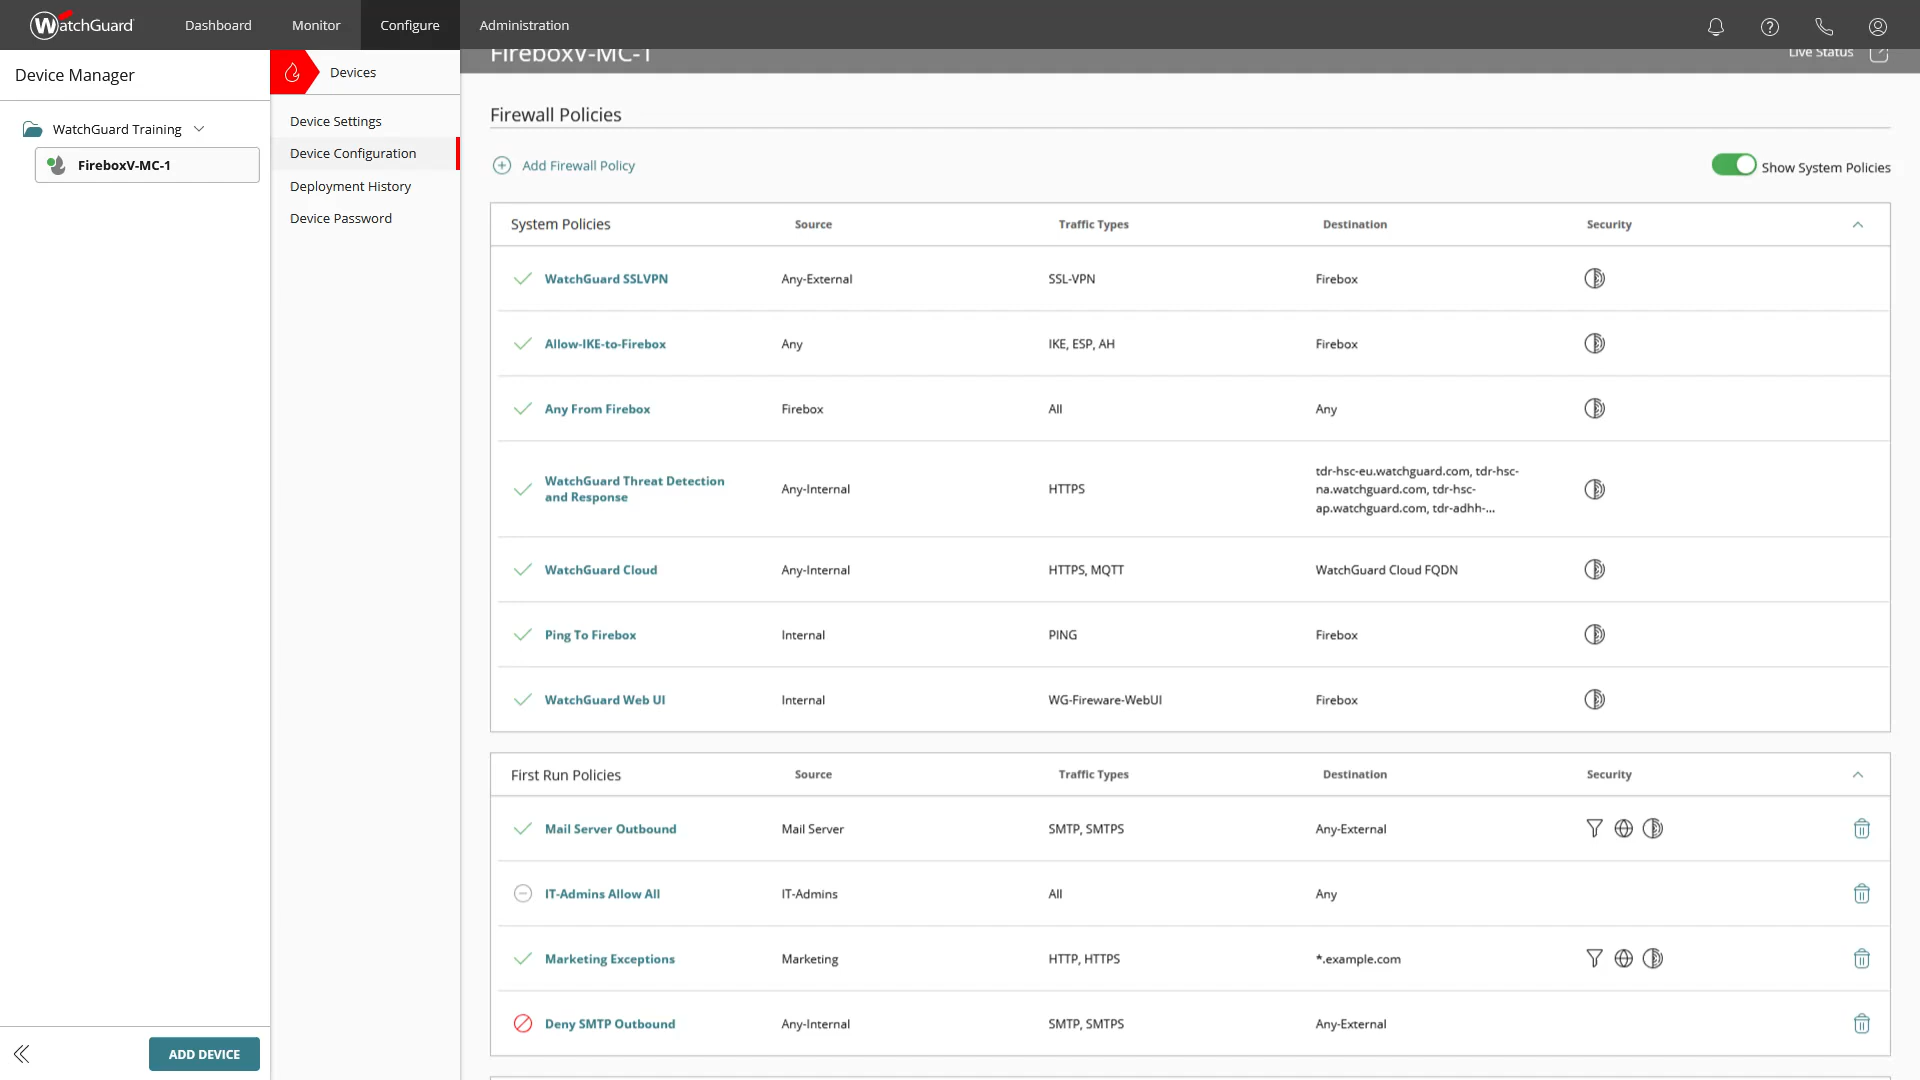 WatchGuard
Dashboard
Monitor
Configure
Administration
Device Manager
WatchGuard Training
FireboxV-MC-1
ADD DEVICE
Devices
Device Settings
Device Configuration
Deployment History
Device Password
FireboxV-MC-1
Live Status
Firewall Policies
Add Firewall Policy
Show System Policies
System Policies Source Traffic Types Destination Security
WatchGuard SSLVPN Any-External SSL-VPN Firebox
Allow-IKE-to-Firebox Any IKE, ESP, AH Firebox
Any From Firebox Firebox All Any
WatchGuard Threat Detection
and Response
Any-Internal
HTTPS
tdr-hsc-eu.watchguard.com, tdr-hsc-
na.watchguard.com, tdr-hsc-
ap.watchguard.com, tdr-adhh-...
WatchGuard Cloud Any-Internal HTTPS, MQTT WatchGuard Cloud FQDN
Ping To Firebox Internal PING Firebox
WatchGuard Web UI Internal WG-Fireware-WebUI Firebox
First Run Policies Source Traffic Types Destination Security
Mail Server Outbound Mail Server SMTP, SMTPS Any-External
IT-Admins Allow All IT-Admins All Any
Marketing Exceptions Marketing HTTP, HTTPS *.example.com
Deny SMTP Outbound Any-Internal SMTP, SMTPS Any-External